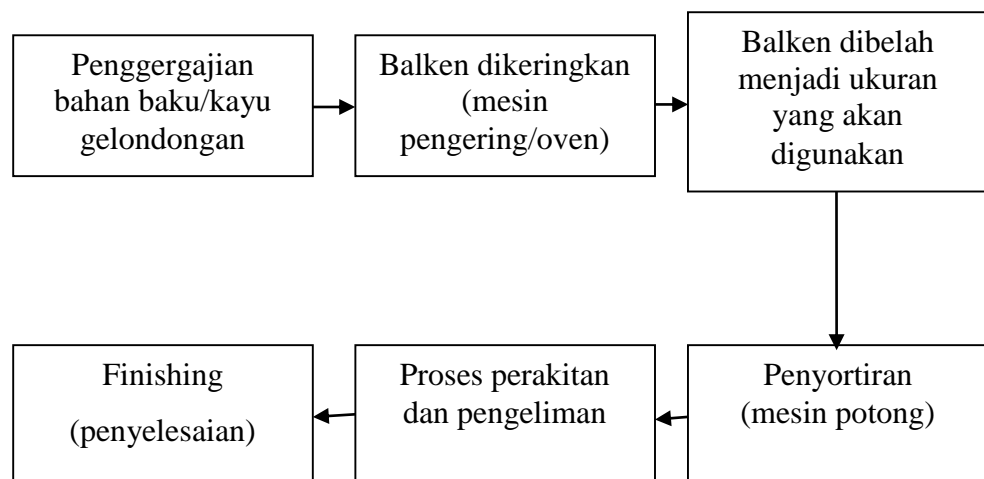 Penggergajian
bahan baku/kayu
gelondongan
Balken dikeringkan
(mesin
pengering/oven)
Balken dibelah
menjadi ukuran
yang akan
digunakan
Penyortiran
(mesin potong)
Proses perakitan
dan pengeliman
Finishing
(penyelesaian)